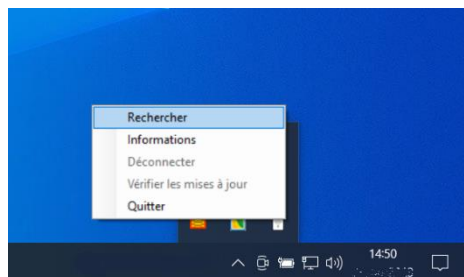 Rechercher
Informations
Déconnecter
Vérifier les mises à jour
Quitter
14:50